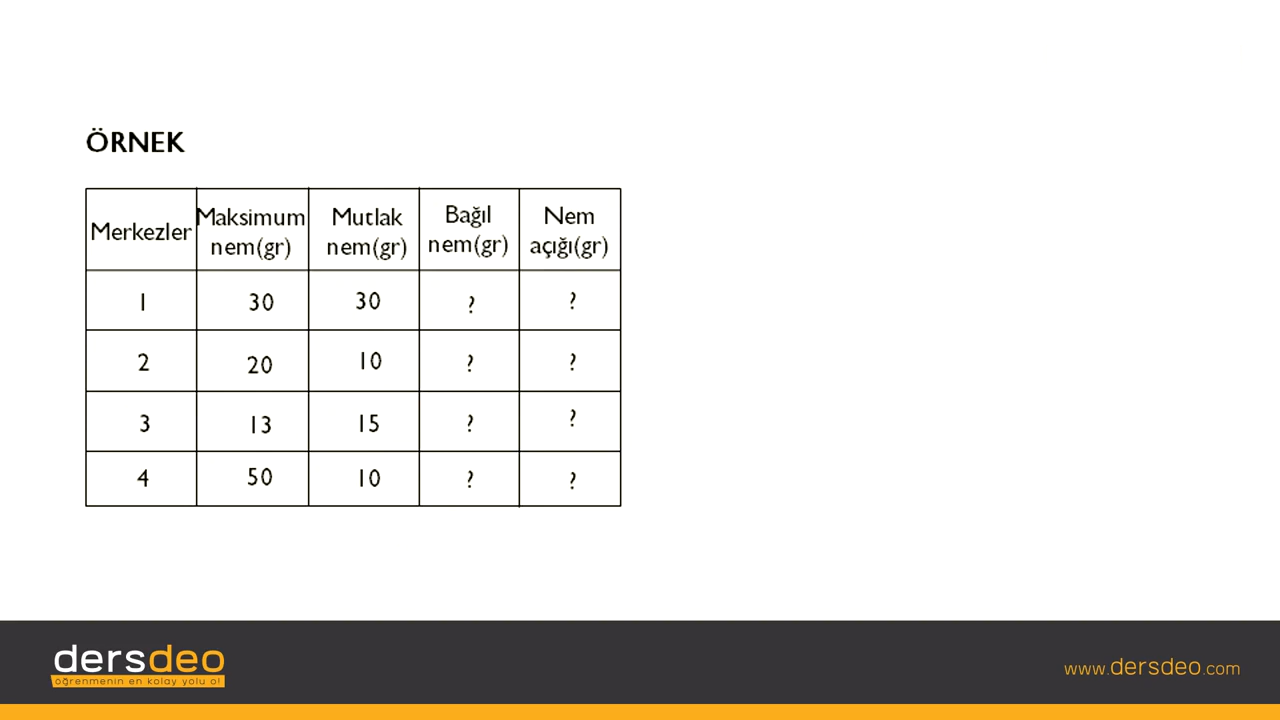 ÖRNEK
Merkezler Maksimum nem(gr) Mutlak nem(gr) Bağıl nem(gr) Nem açığı(gr)
1 30 30 ? ?
2 20 10 ? ?
3 13 15 ? ?
4 50 10 ? ?
dersdeo
öğrenmenin en kolay yolu o!
www.dersdeo.com